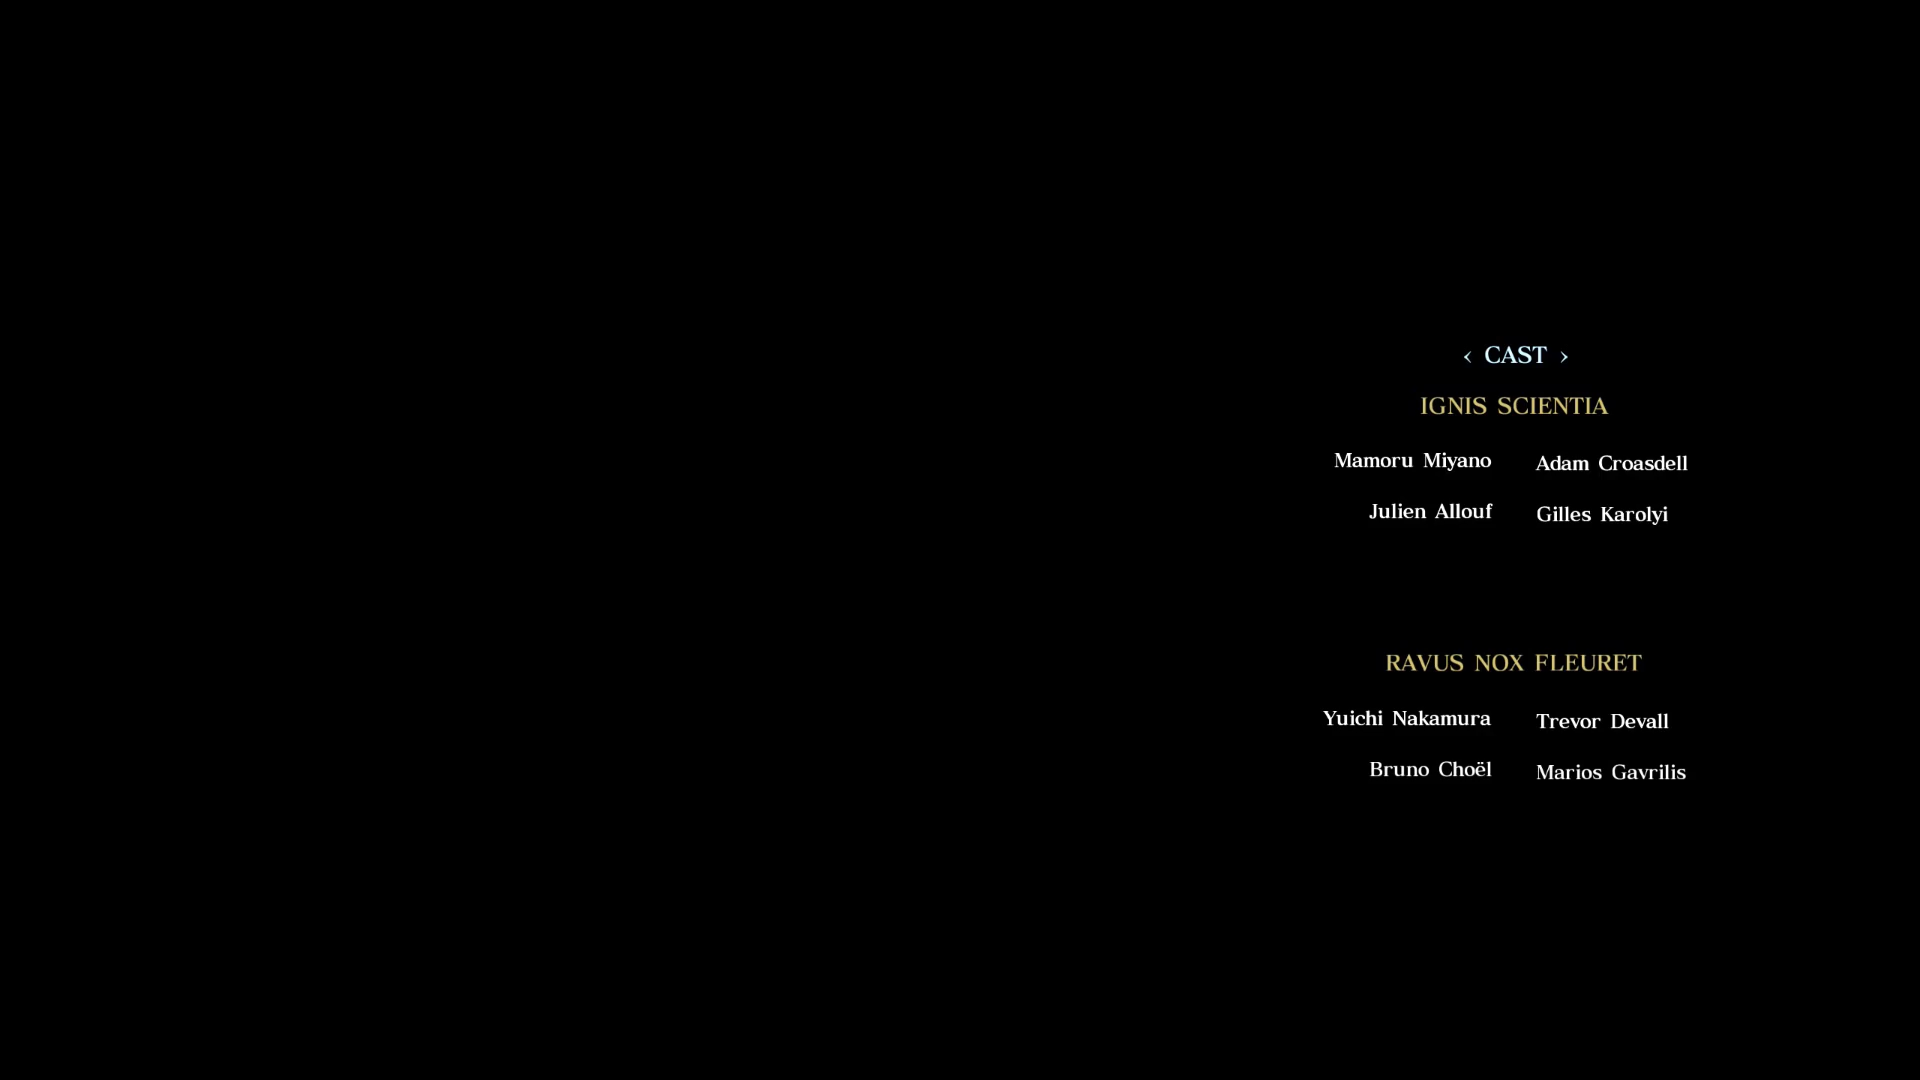 ‹ CAST ›
IGNIS SCIENTIA
Mamoru Miyano Adam Croasdell
Julien Allouf Gilles Karolyi
RAVUS NOX FLEURET
Yuichi Nakamura Trevor Devall
Bruno Choël Marios Gavrilis